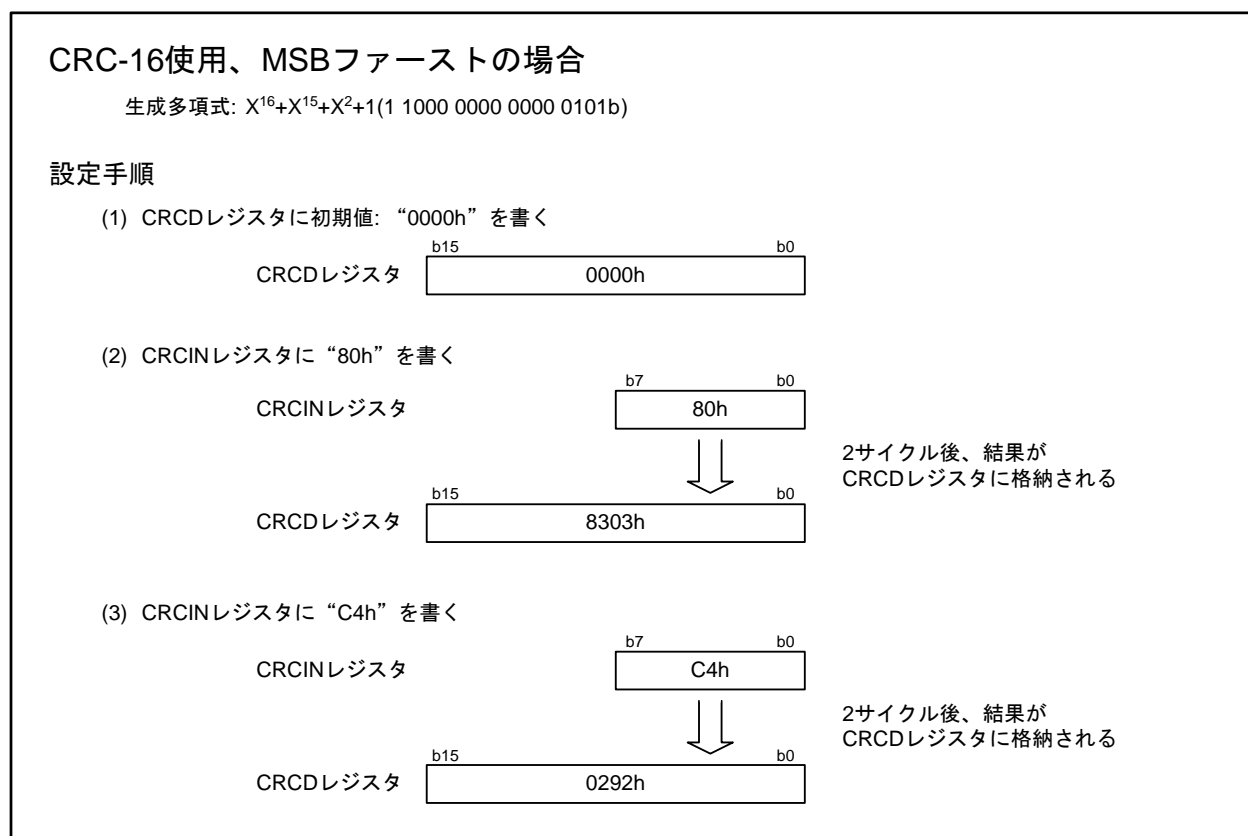 CRC-16使用、MSBファーストの場合
生成多項式: X¹⁶+X¹⁵+X²+1(1 1000 0000 0000 0101b)
設定手順
(1) CRCDレジスタに初期値: “0000h”を書く
b15 b0
CRCDレジスタ 0000h
(2) CRCINレジスタに“80h”を書く
b7 b0
CRCINレジスタ 80h
2サイクル後、結果が
CRCDレジスタに格納される
b15 b0
CRCDレジスタ 8303h
(3) CRCINレジスタに“C4h”を書く
b7 b0
CRCINレジスタ C4h
2サイクル後、結果が
CRCDレジスタに格納される
b15 b0
CRCDレジスタ 0292h